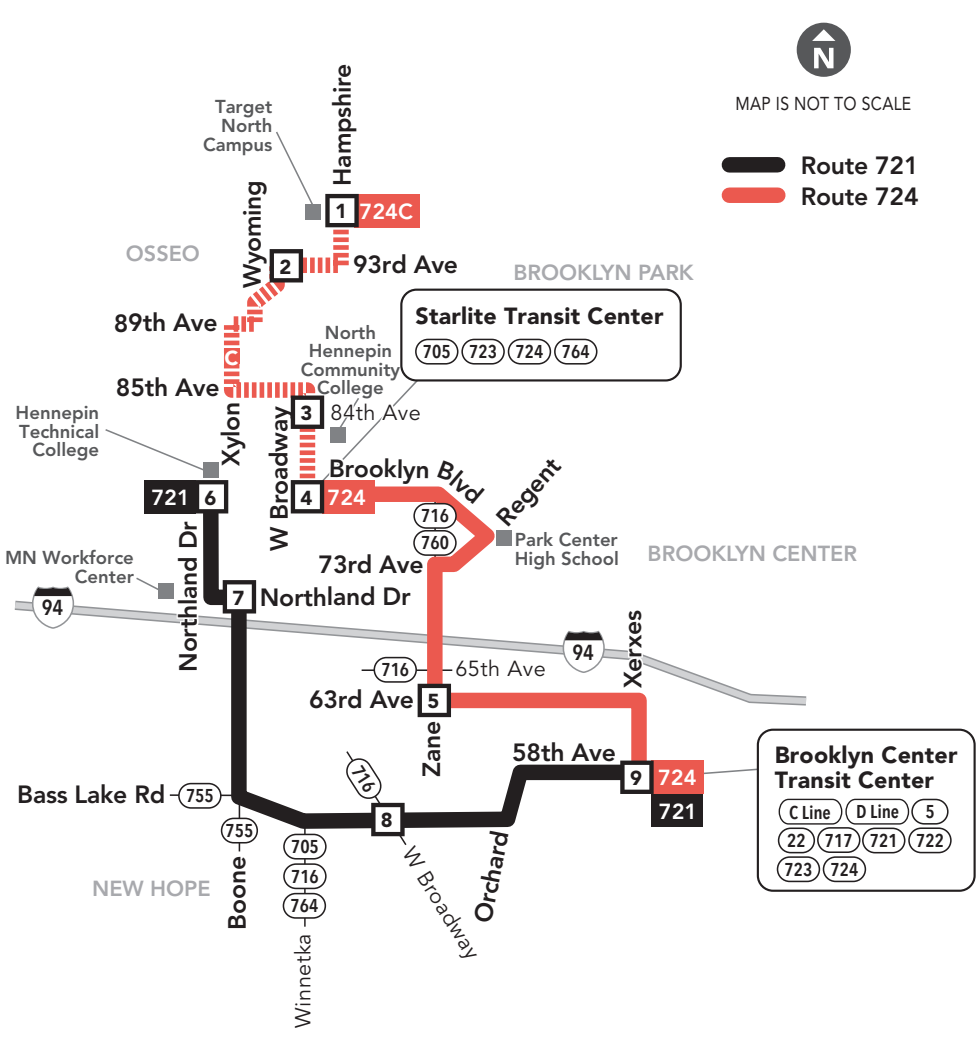 N
MAP IS NOT TO SCALE
Route 721
Route 724
Target
North
Campus
Hampshire
1
724C
Wyoming
OSSEO
2
93rd Ave
BROOKLYN PARK
Starlite Transit Center
705
723
724
764
89th Ave
C
85th Ave
North
Hennepin
Community
College
3
84th Ave
Xylon
W Broadway
Hennepin
Technical
College
721
6
4
724
Brooklyn Blvd
Regent
716
760
Park Center
High School
BROOKLYN CENTER
73rd Ave
MN Workforce
Center
Northland Dr
7
Northland Dr
94
94
Xerxes
716
65th Ave
63rd Ave
5
Zane
58th Ave
9
724
721
Brooklyn Center
Transit Center
C Line
D Line
5
22
717
721
722
723
724
Bass Lake Rd
755
755
Boone
716
8
705
716
764
Winnetka
W Broadway
Orchard
NEW HOPE